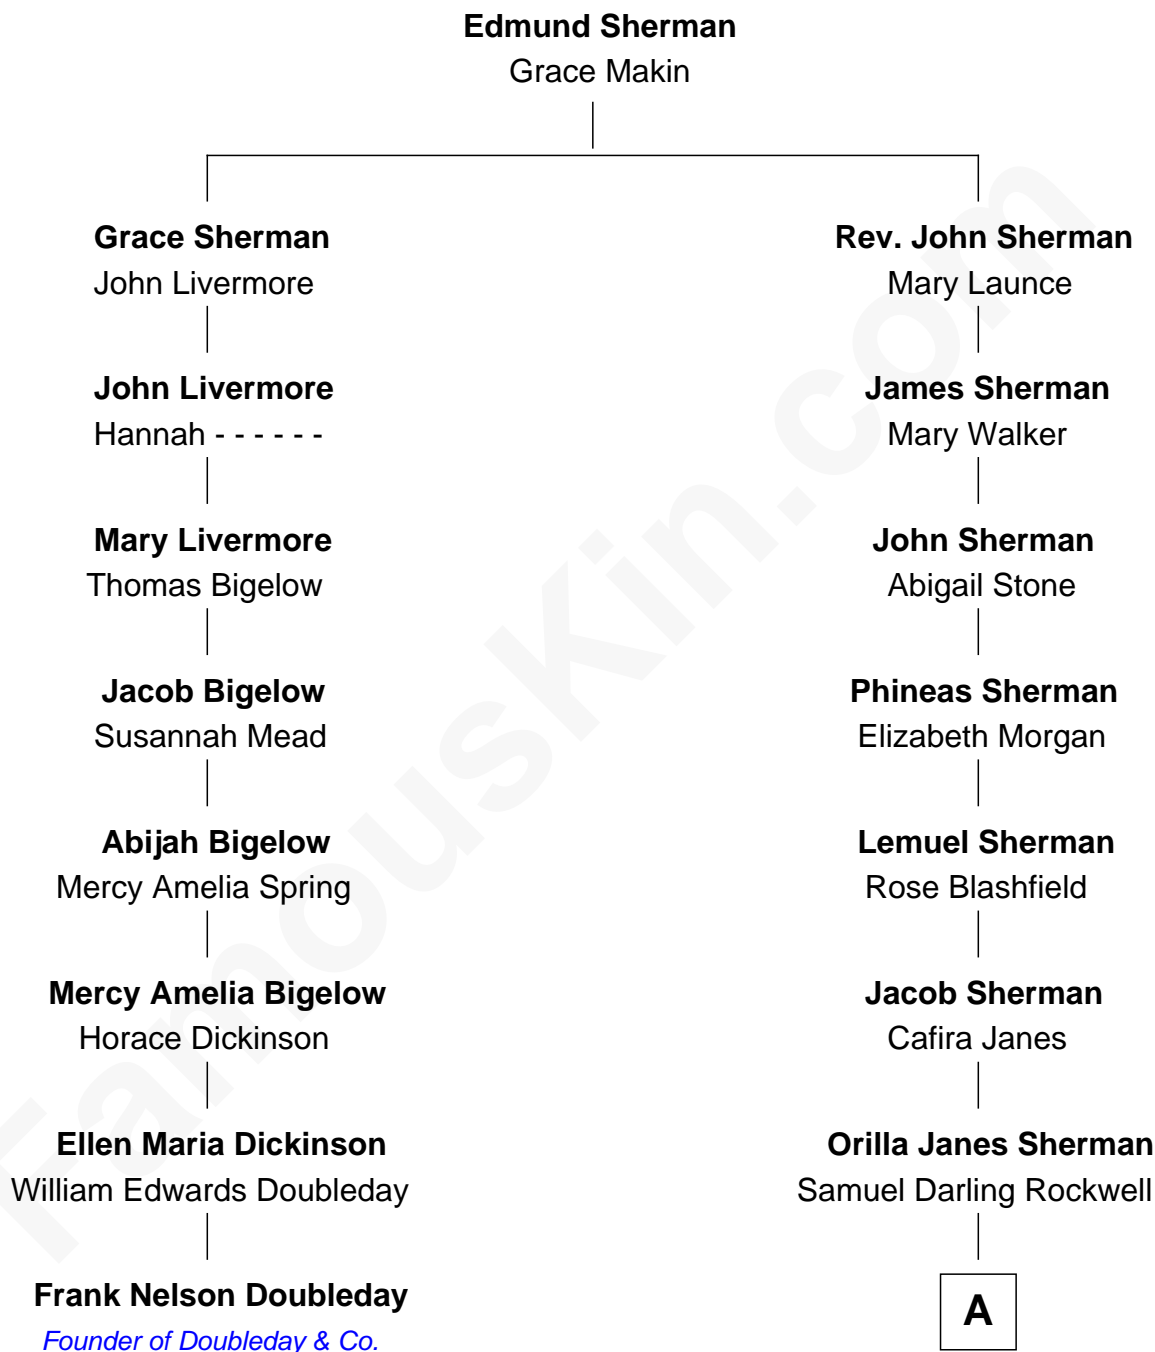 Edmund Sherman
Grace Makin
Grace Sherman
John Livermore
John Livermore
Hannah - - - - - -
Mary Livermore
Thomas Bigelow
Jacob Bigelow
Susannah Mead
Abijah Bigelow
Mercy Amelia Spring
Mercy Amelia Bigelow
Horace Dickinson
Ellen Maria Dickinson
William Edwards Doubleday
Frank Nelson Doubleday
Founder of Doubleday & Co.
Rev. John Sherman
Mary Launce
James Sherman
Mary Walker
John Sherman
Abigail Stone
Phineas Sherman
Elizabeth Morgan
Lemuel Sherman
Rose Blashfield
Jacob Sherman
Cafira Janes
Orilla Janes Sherman
Samuel Darling Rockwell
A
FamousKin.com